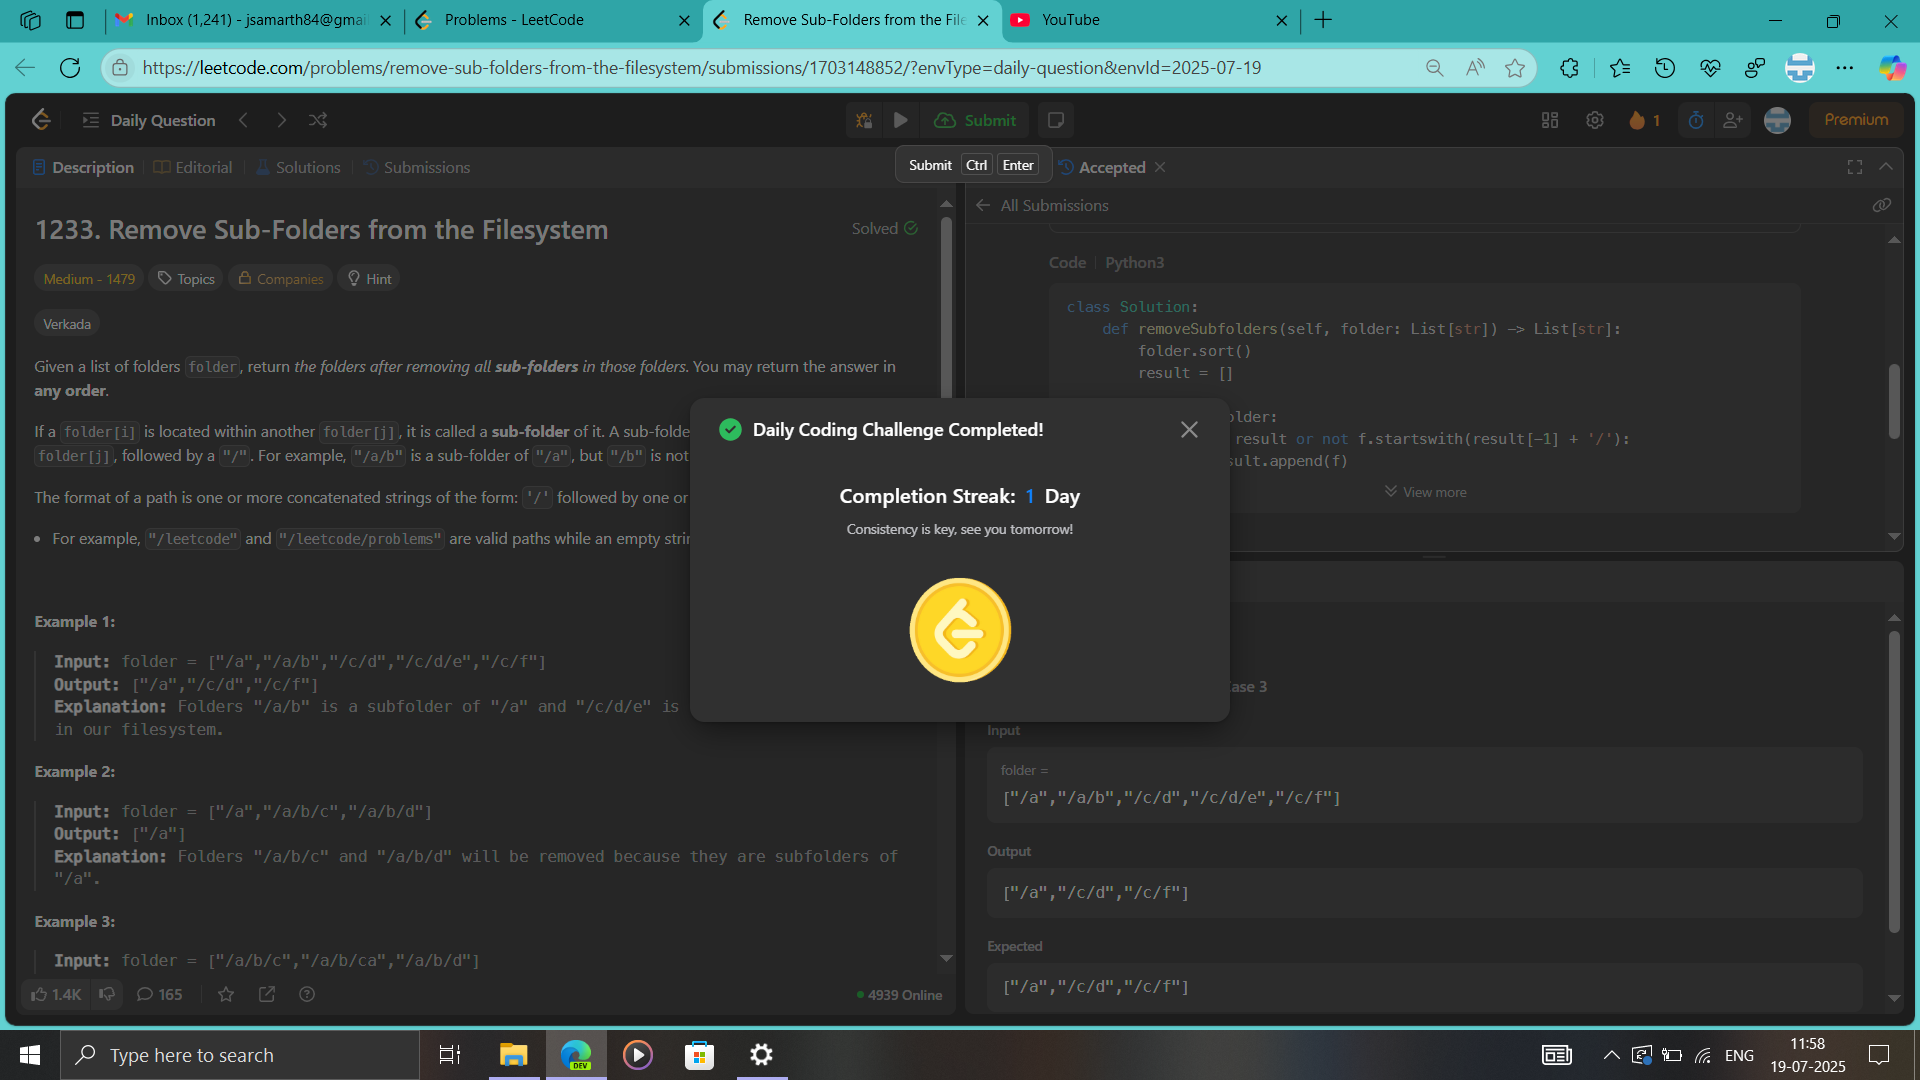 Inbox (1,241) - jsamarth84@gmai
Problems - LeetCode
Remove Sub-Folders from the File
YouTube
https://leetcode.com/problems/remove-sub-folders-from-the-filesystem/submissions/1703148852/?envType=daily-question&envId=2025-07-19
Daily Question
Submit
1
Premium
Description
Editorial
Solutions
Submissions
Submit Ctrl Enter
Accepted
1233. Remove Sub-Folders from the Filesystem
Solved
Medium - 1479
Topics
Companies
Hint
Verkada
Given a list of folders folder, return the folders after removing all sub-folders in those folders. You may return the answer in
any order.
If a folder[i] is located within another folder[j], it is called a sub-folder of it. A sub-folde
folder[j], followed by a "/". For example, "/a/b" is a sub-folder of "/a", but "/b" is not
The format of a path is one or more concatenated strings of the form: '/' followed by one or
For example, "/leetcode" and "/leetcode/problems" are valid paths while an empty strin
Example 1:
Input: folder = ["/a","/a/b","/c/d","/c/d/e","/c/f"]
Output: ["/a","/c/d","/c/f"]
Explanation: Folders "/a/b" is a subfolder of "/a" and "/c/d/e" is
in our filesystem.
Example 2:
Input: folder = ["/a","/a/b/c","/a/b/d"]
Output: ["/a"]
Explanation: Folders "/a/b/c" and "/a/b/d" will be removed because they are subfolders of
"/a".
Example 3:
Input: folder = ["/a/b/c","/a/b/ca","/a/b/d"]
1.4K
165
4939 Online
All Submissions
Code
Python3
class Solution:
def removeSubfolders(self, folder: List[str]) -> List[str]:
folder.sort()
result = []
older:
result or not f.startswith(result[-1] + '/'):
sult.append(f)
View more
Daily Coding Challenge Completed!
Completion Streak: 1 Day
Consistency is key, see you tomorrow!
ase 3
Input
folder =
["/a","/a/b","/c/d","/c/d/e","/c/f"]
Output
["/a","/c/d","/c/f"]
Expected
["/a","/c/d","/c/f"]
Type here to search
DEV
ENG
11:58
19-07-2025